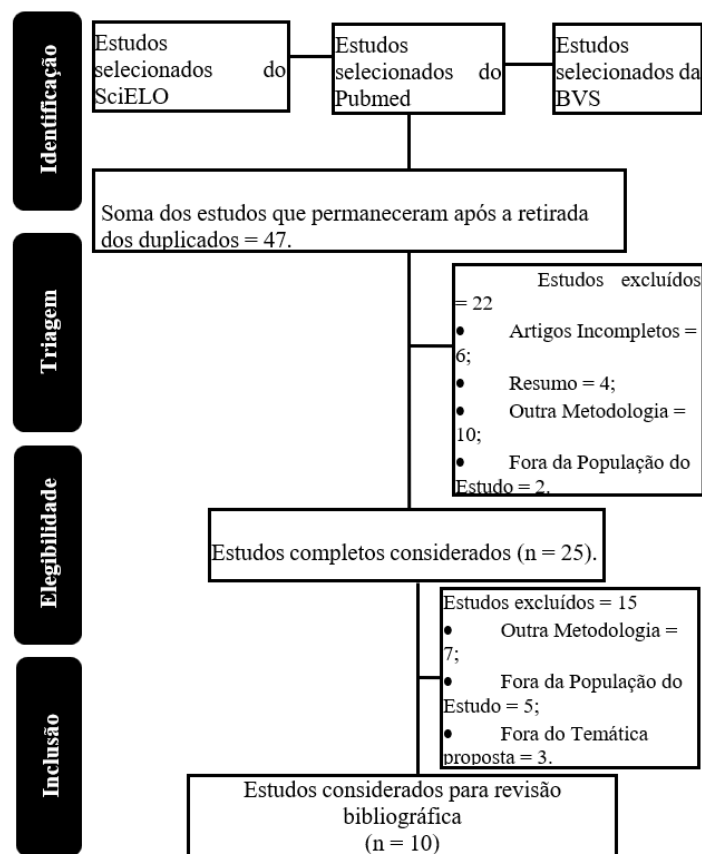 Identificação
Estudos
selecionados do
SciELO
Estudos
selecionados do
Pubmed
Estudos
selecionados da
BVS
Soma dos estudos que permaneceram após a retirada
dos duplicados = 47.
Triagem
Estudos excluídos
= 22
● Artigos Incompletos =
6;
● Resumo = 4;
● Outra Metodologia =
10;
● Fora da População do
Estudo = 2.
Elegibilidade
Estudos completos considerados (n = 25).
Estudos excluídos = 15
● Outra Metodologia =
7;
● Fora da População do
Estudo = 5;
● Fora do Temática
proposta = 3.
Inclusão
Estudos considerados para revisão
bibliográfica
(n = 10)